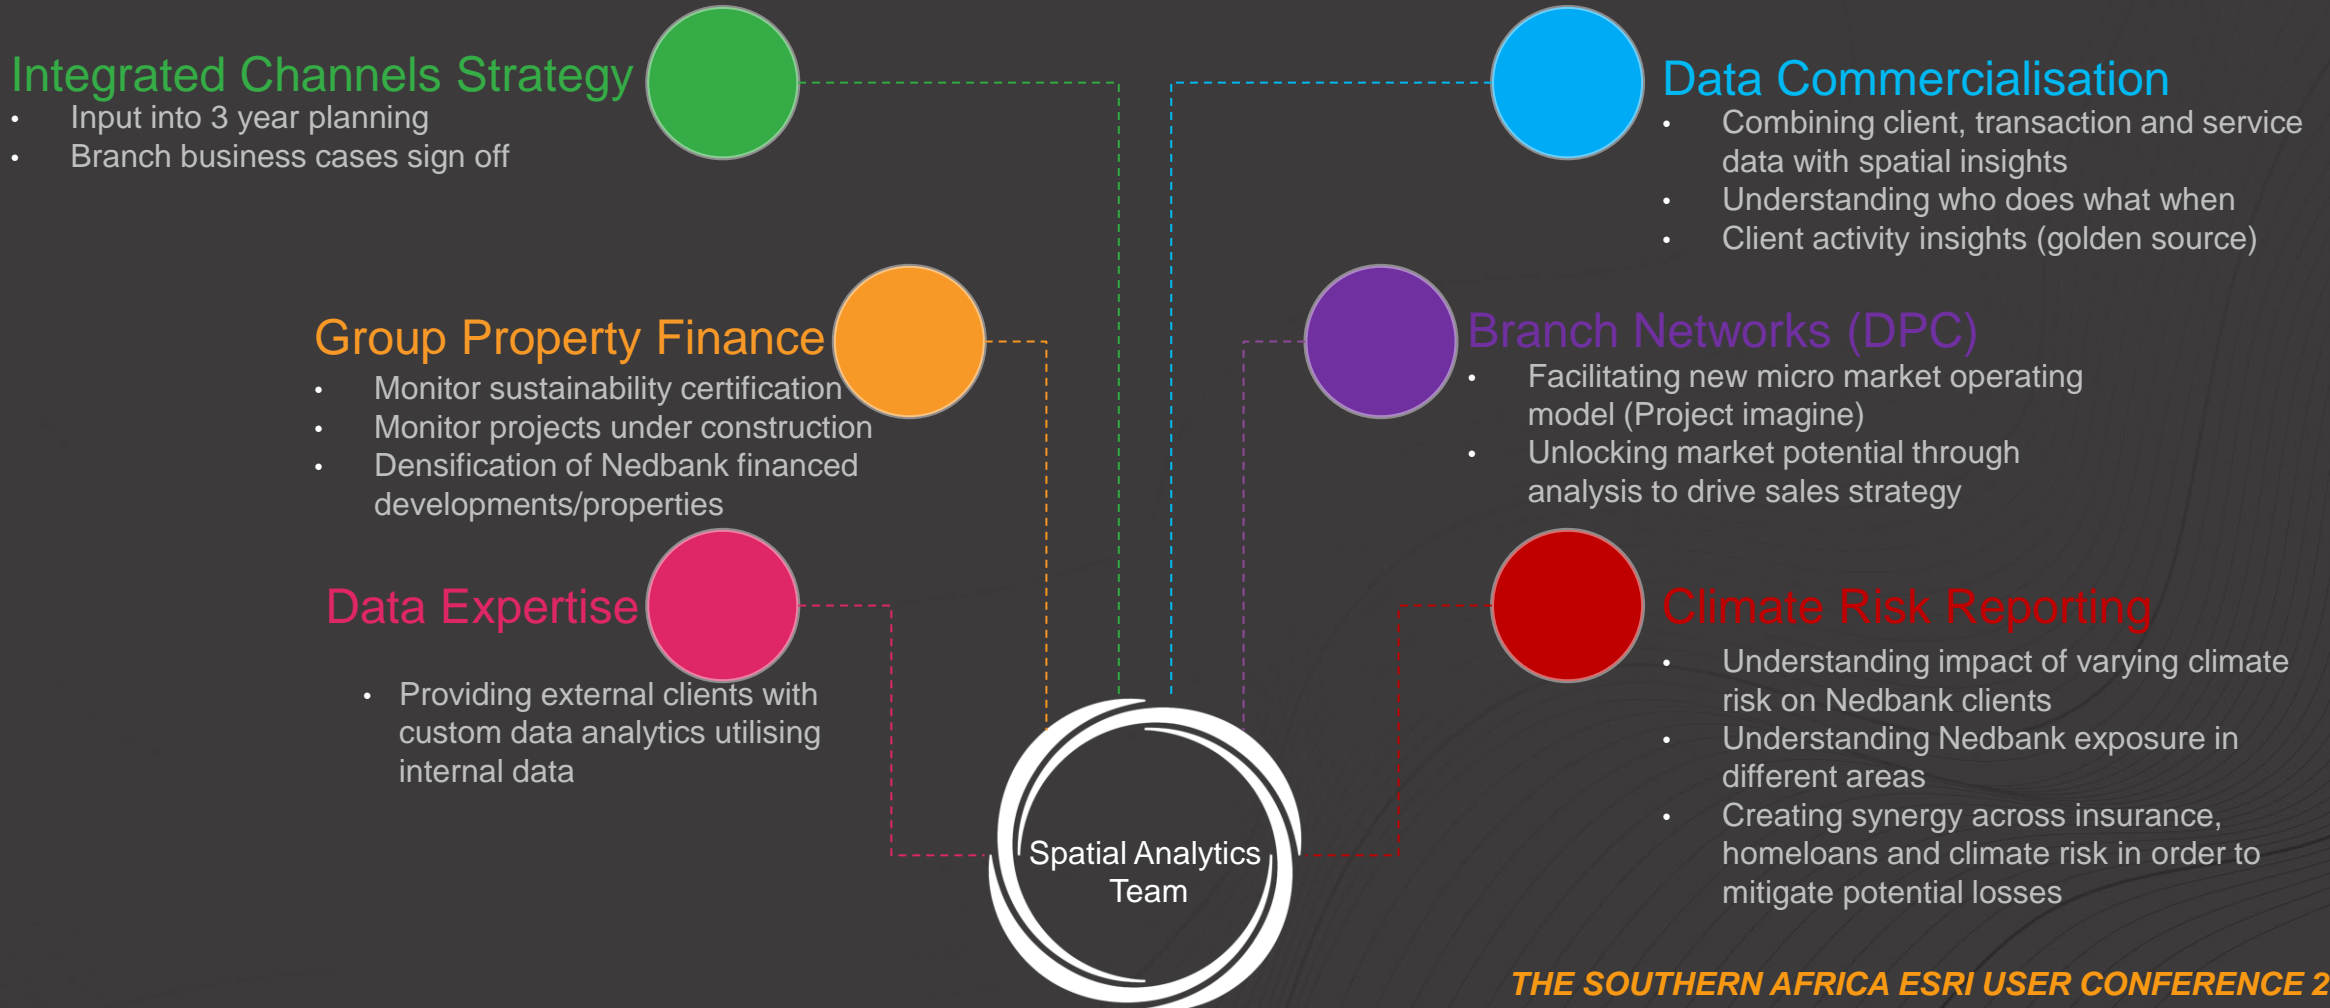 Integrated Channels Strategy
• Input into 3 year planning
• Branch business cases sign off
Group Property Finance
• Monitor sustainability certification
• Monitor projects under construction
• Densification of Nedbank financed
developments/properties
Data Expertise
• Providing external clients with
custom data analytics utilising
internal data
Data Commercialisation
• Combining client, transaction and service
data with spatial insights
• Understanding who does what when
• Client activity insights (golden source)
Branch Networks (DPC)
• Facilitating new micro market operating
model (Project imagine)
• Unlocking market potential through
analysis to drive sales strategy
Climate Risk Reporting
• Understanding impact of varying climate
risk on Nedbank clients
• Understanding Nedbank exposure in
different areas
• Creating synergy across insurance,
homeloans and climate risk in order to
mitigate potential losses
Spatial Analytics
Team
THE SOUTHERN AFRICA ESRI USER CONFERENCE 2